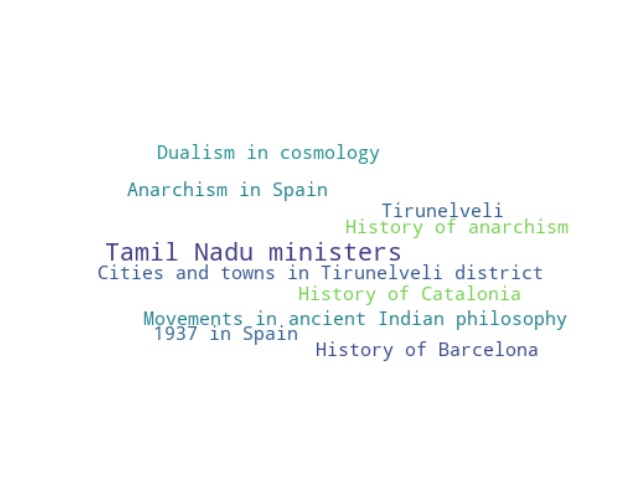 Dualism in cosmology
Anarchism in Spain
Tirunelveli
History of anarchism
Tamil Nadu ministers
Cities and towns in Tirunelveli district
History of Catalonia
Movements in ancient Indian philosophy
1937 in Spain
History of Barcelona